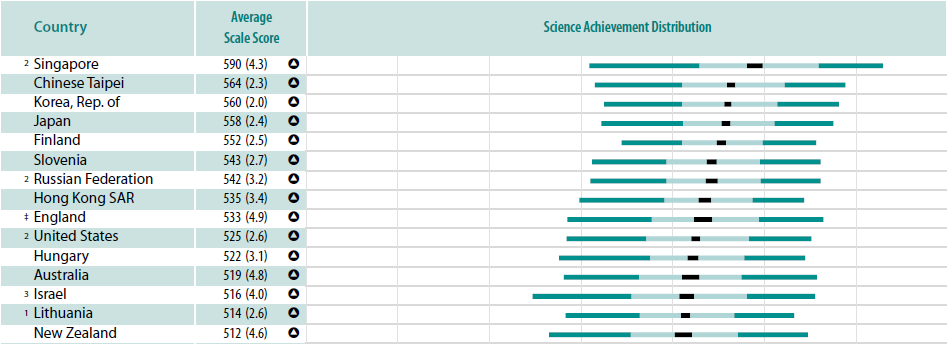 Country
Average
Scale Score
Science Achievement Distribution
2 Singapore 590 (4.3)
Chinese Taipei 564 (2.3)
Korea, Rep. of 560 (2.0)
Japan 558 (2.4)
Finland 552 (2.5)
Slovenia 543 (2.7)
2 Russian Federation 542 (3.2)
Hong Kong SAR 535 (3.4)
‡ England 533 (4.9)
2 United States 525 (2.6)
Hungary 522 (3.1)
Australia 519 (4.8)
3 Israel 516 (4.0)
1 Lithuania 514 (2.6)
New Zealand 512 (4.6)